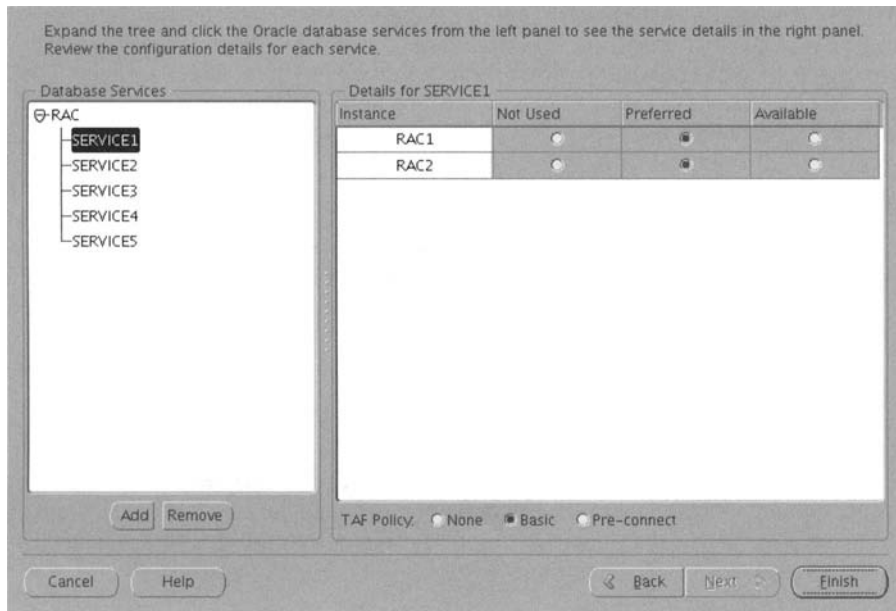 Expand the tree and click the Oracle database services from the left panel to see the service details in the right panel.
Review the configuration details for each service.
Database Services
RAC
SERVICE1
SERVICE2
SERVICE3
SERVICE4
SERVICE5
Add Remove
Details for SERVICE1
Instance Not Used Preferred Available
RAC1
RAC2
TAF Policy: None Basic Pre-connect
Cancel Help Back Next Finish